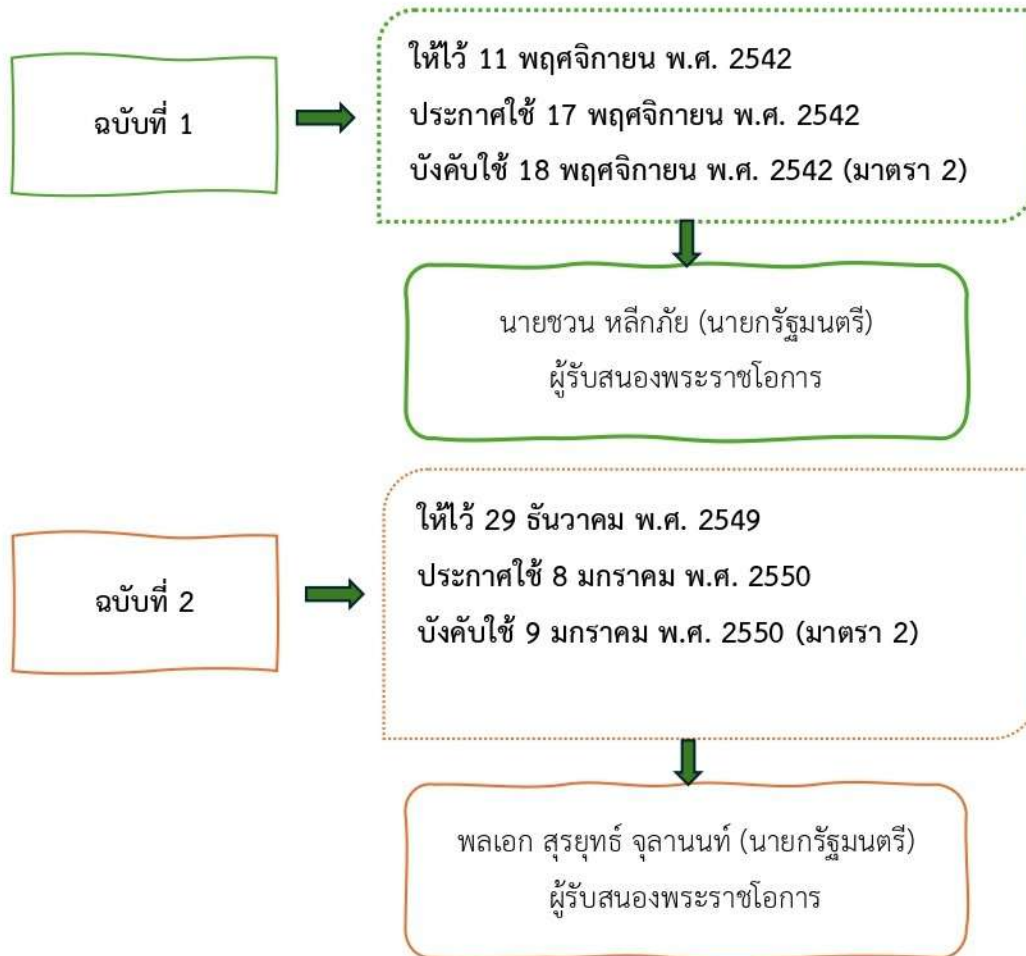 ฉบับที่ 1
ให้ไว้ 11 พฤศจิกายน พ.ศ. 2542
ประกาศใช้ 17 พฤศจิกายน พ.ศ. 2542
บังคับใช้ 18 พฤศจิกายน พ.ศ. 2542 (มาตรา 2)
นายชวน หลีกภัย (นายกรัฐมนตรี)
ผู้รับสนองพระราชโอการ
ฉบับที่ 2
ให้ไว้ 29 ธันวาคม พ.ศ. 2549
ประกาศใช้ 8 มกราคม พ.ศ. 2550
บังคับใช้ 9 มกราคม พ.ศ. 2550 (มาตรา 2)
พลเอก สุรยุทธ์ จุลานนท์ (นายกรัฐมนตรี)
ผู้รับสนองพระราชโอการ